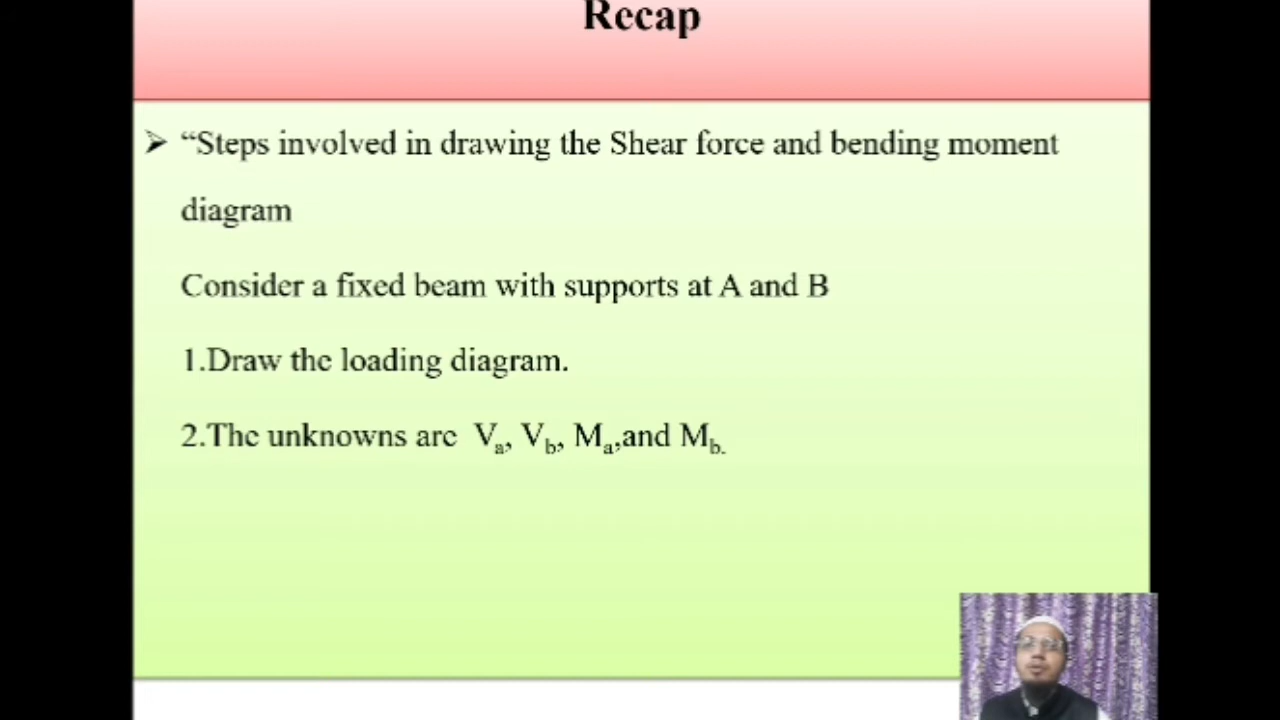 Recap
➢ “Steps involved in drawing the Shear force and bending moment
diagram
Consider a fixed beam with supports at A and B
1.Draw the loading diagram.
2.The unknowns are Va, Vb, Ma,and Mb.